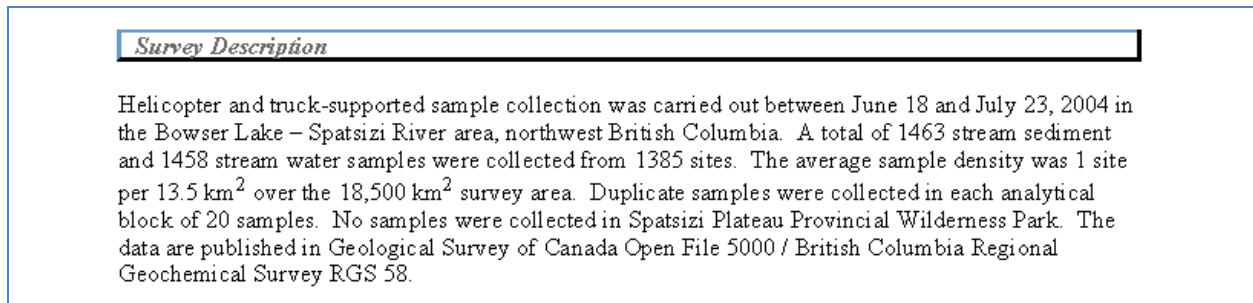 Survey Description
Helicopter and truck-supported sample collection was carried out between June 18 and July 23, 2004 in
the Bowser Lake – Spatsizi River area, northwest British Columbia. A total of 1463 stream sediment
and 1458 stream water samples were collected from 1385 sites. The average sample density was 1 site
per 13.5 km² over the 18,500 km² survey area. Duplicate samples were collected in each analytical
block of 20 samples. No samples were collected in Spatsizi Plateau Provincial Wilderness Park. The
data are published in Geological Survey of Canada Open File 5000 / British Columbia Regional
Geochemical Survey RGS 58.